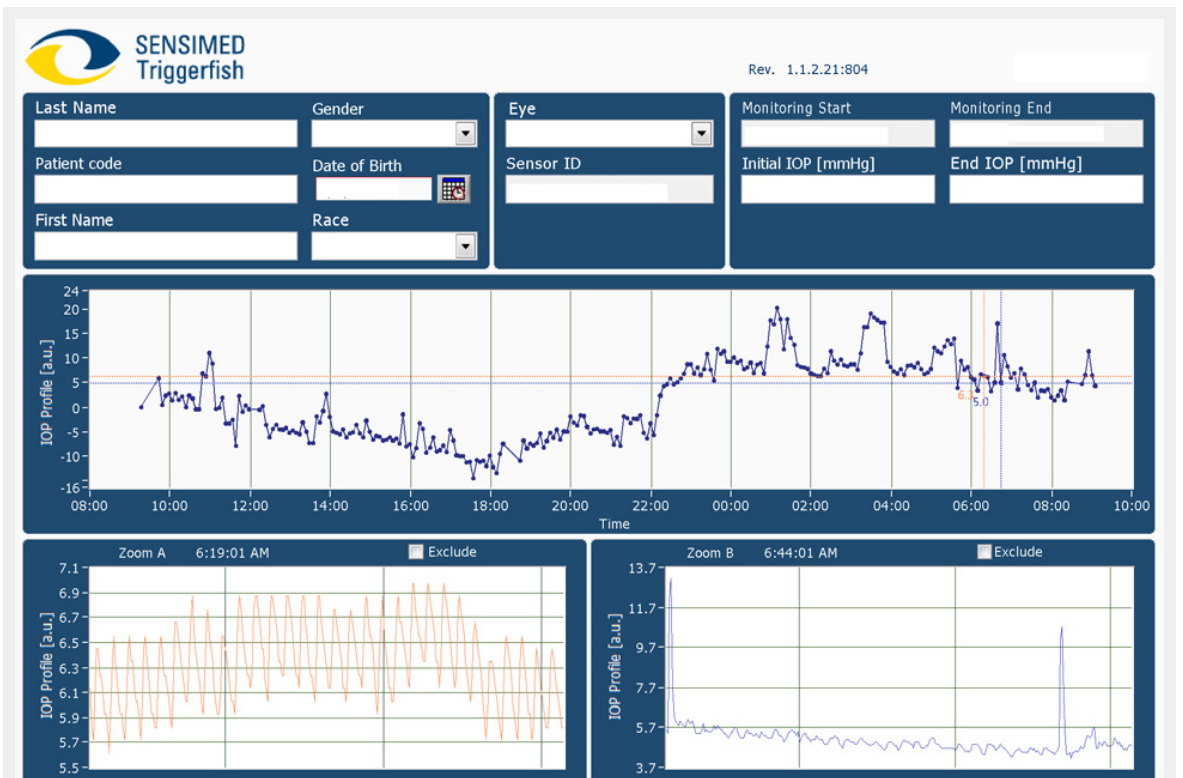 SENSIMED
Triggerfish
Rev. 1.1.2.21:804
Last Name
Gender
Patient code
Date of Birth
First Name
Race
Eye
Sensor ID
Monitoring Start
Monitoring End
Initial IOP [mmHg]
End IOP [mmHg]
IOP Profile [a.u.]
24
20
15
10
5
0
-5
-10
-16
6.3
5.0
08:00 10:00 12:00 14:00 16:00 18:00 20:00 22:00 00:00 02:00 04:00 06:00 08:00 10:00
Time
Zoom A 6:19:01 AM Exclude
IOP Profile [a.u.]
7.1
6.9
6.7
6.5
6.3
6.1
5.9
5.7
5.5
Zoom B 6:44:01 AM Exclude
IOP Profile [a.u.]
13.7
11.7
9.7
7.7
5.7
3.7